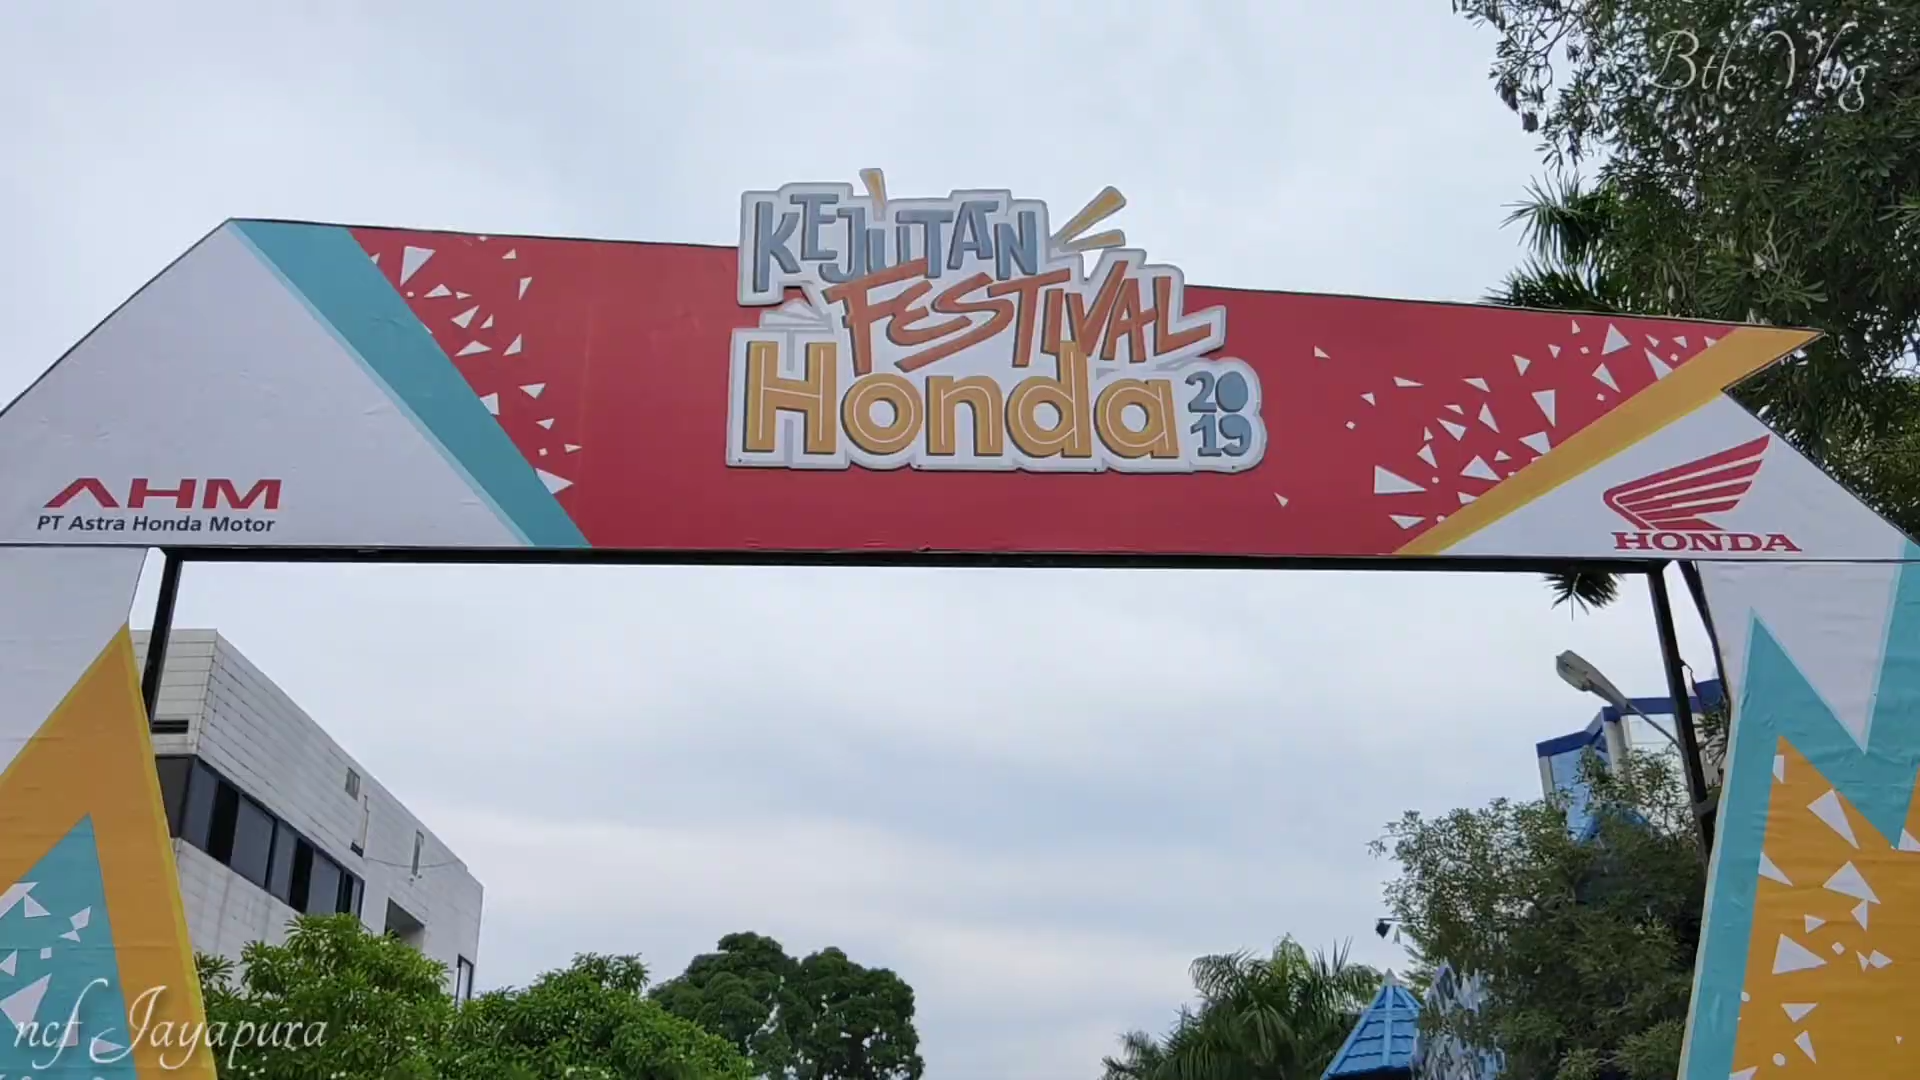 Btk Vlog
KEJUTAN
FESTIVAL
Honda 2019
AHM
PT Astra Honda Motor
HONDA
ncf Jayapura